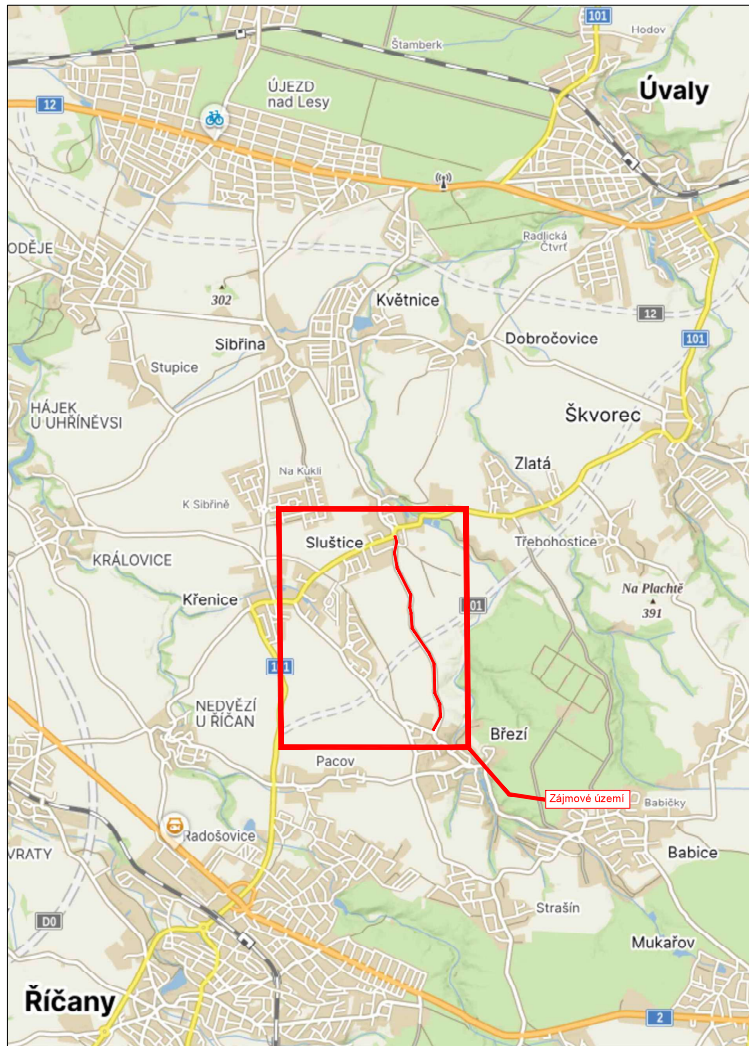 101
Hodov
Štamberk
ÚJEZD
nad Lesy
Úvaly
12
Radlická
Čtvrť
ODĚJE
302
Květnice
12
Sibřina
Dobročovice
101
Stupice
HÁJEK
U UHŘÍNĚVSI
Škvorec
Zlatá
Na Kukli
K Sibřině
Sluštice
Třebohostice
KRÁLOVICE
Na Plachtě
391
Křenice
101
NEDVĚZÍ
U ŘÍČAN
Březí
Pacov
Zájmové území
Babičky
Radošovice
VRATY
Babice
Strašín
D0
Mukařov
Říčany
2